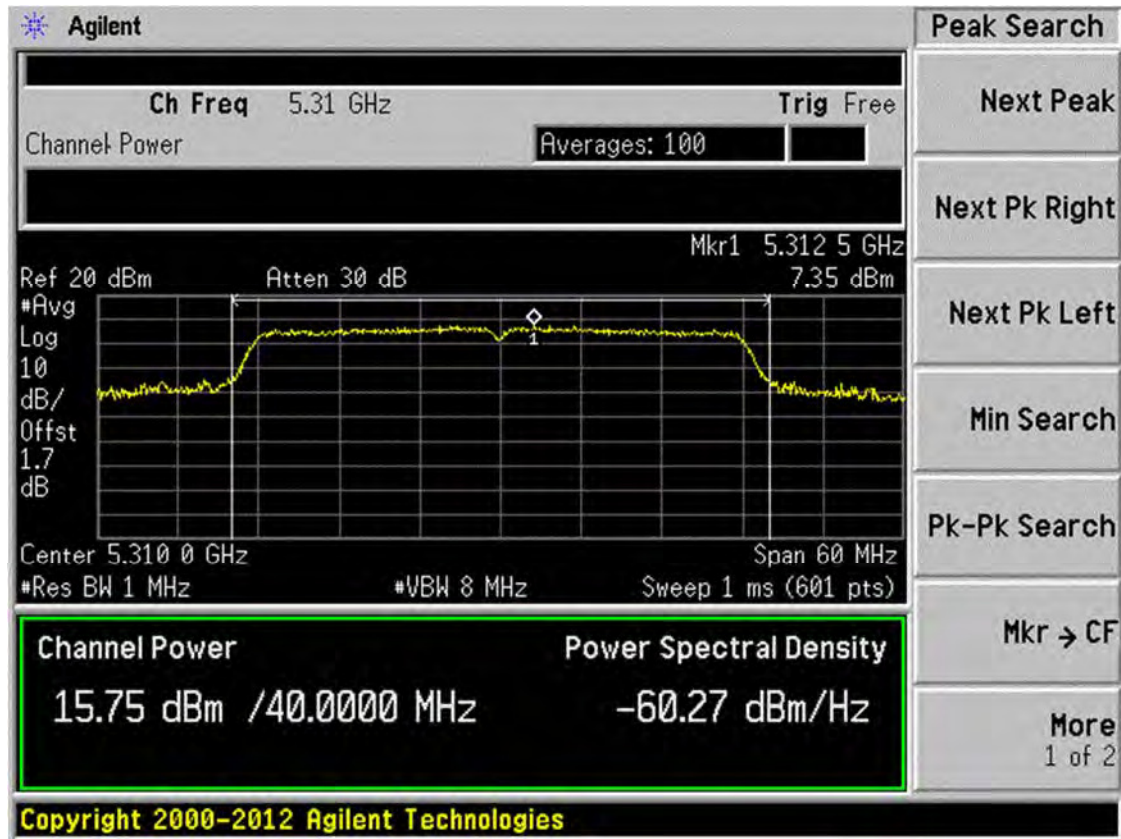 Agilent
Peak Search
Ch Freq 5.31 GHz Trig Free
Channel Power Averages: 100
Mkr1 5.312 5 GHz
Ref 20 dBm Atten 30 dB 7.35 dBm
#Avg
Log
10
dB/
Offst
1.7
dB
1
Center 5.310 0 GHz Span 60 MHz
#Res BW 1 MHz #VBW 8 MHz Sweep 1 ms (601 pts)
Channel Power Power Spectral Density
15.75 dBm /40.0000 MHz -60.27 dBm/Hz
Copyright 2000-2012 Agilent Technologies
Next Peak
Next Pk Right
Next Pk Left
Min Search
Pk-Pk Search
Mkr → CF
More
1 of 2